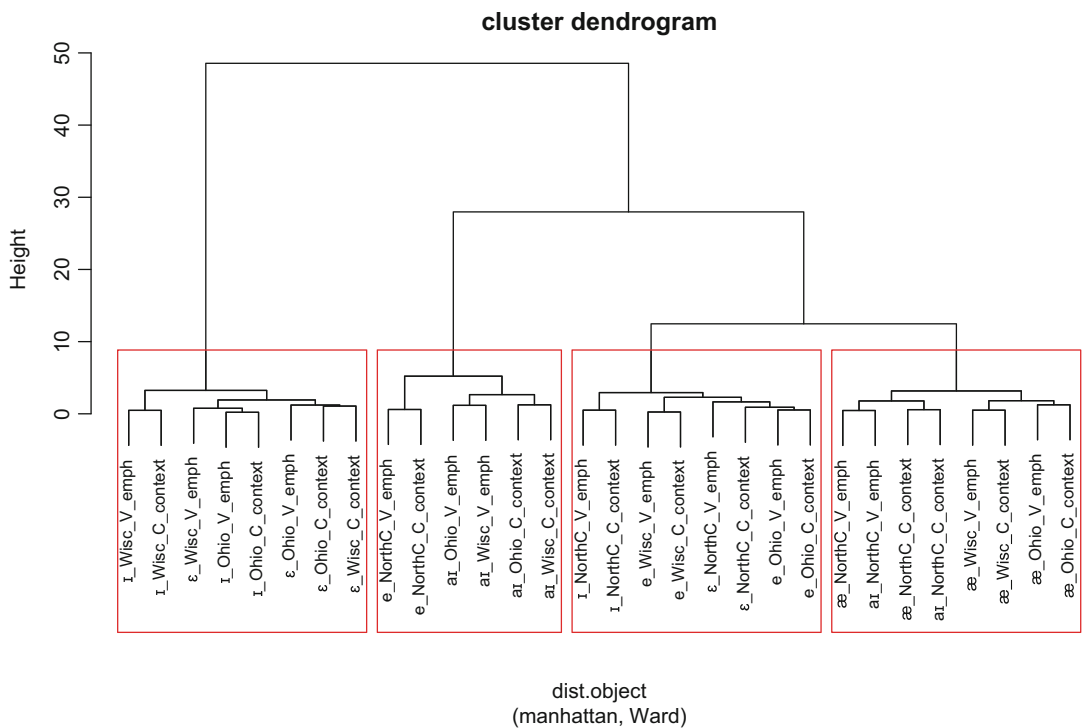 cluster dendrogram
Height
50
40
30
20
10
0
ɪ_Wisc_V_emph
ɪ_Wisc_C_context
ɛ_Wisc_V_emph
ɪ_Ohio_V_emph
ɪ_Ohio_C_context
ɛ_Ohio_V_emph
ɛ_Ohio_C_context
ɛ_Wisc_C_context
e_NorthC_V_emph
e_NorthC_C_context
aɪ_Ohio_V_emph
aɪ_Wisc_V_emph
aɪ_Ohio_C_context
aɪ_Wisc_C_context
ɪ_NorthC_V_emph
ɪ_NorthC_C_context
e_Wisc_V_emph
e_Wisc_C_context
ɛ_NorthC_V_emph
ɛ_NorthC_C_context
e_Ohio_V_emph
e_Ohio_C_context
æ_NorthC_V_emph
aɪ_NorthC_V_emph
æ_NorthC_C_context
aɪ_NorthC_C_context
æ_Wisc_V_emph
æ_Wisc_C_context
æ_Ohio_V_emph
æ_Ohio_C_context
dist.object
(manhattan, Ward)